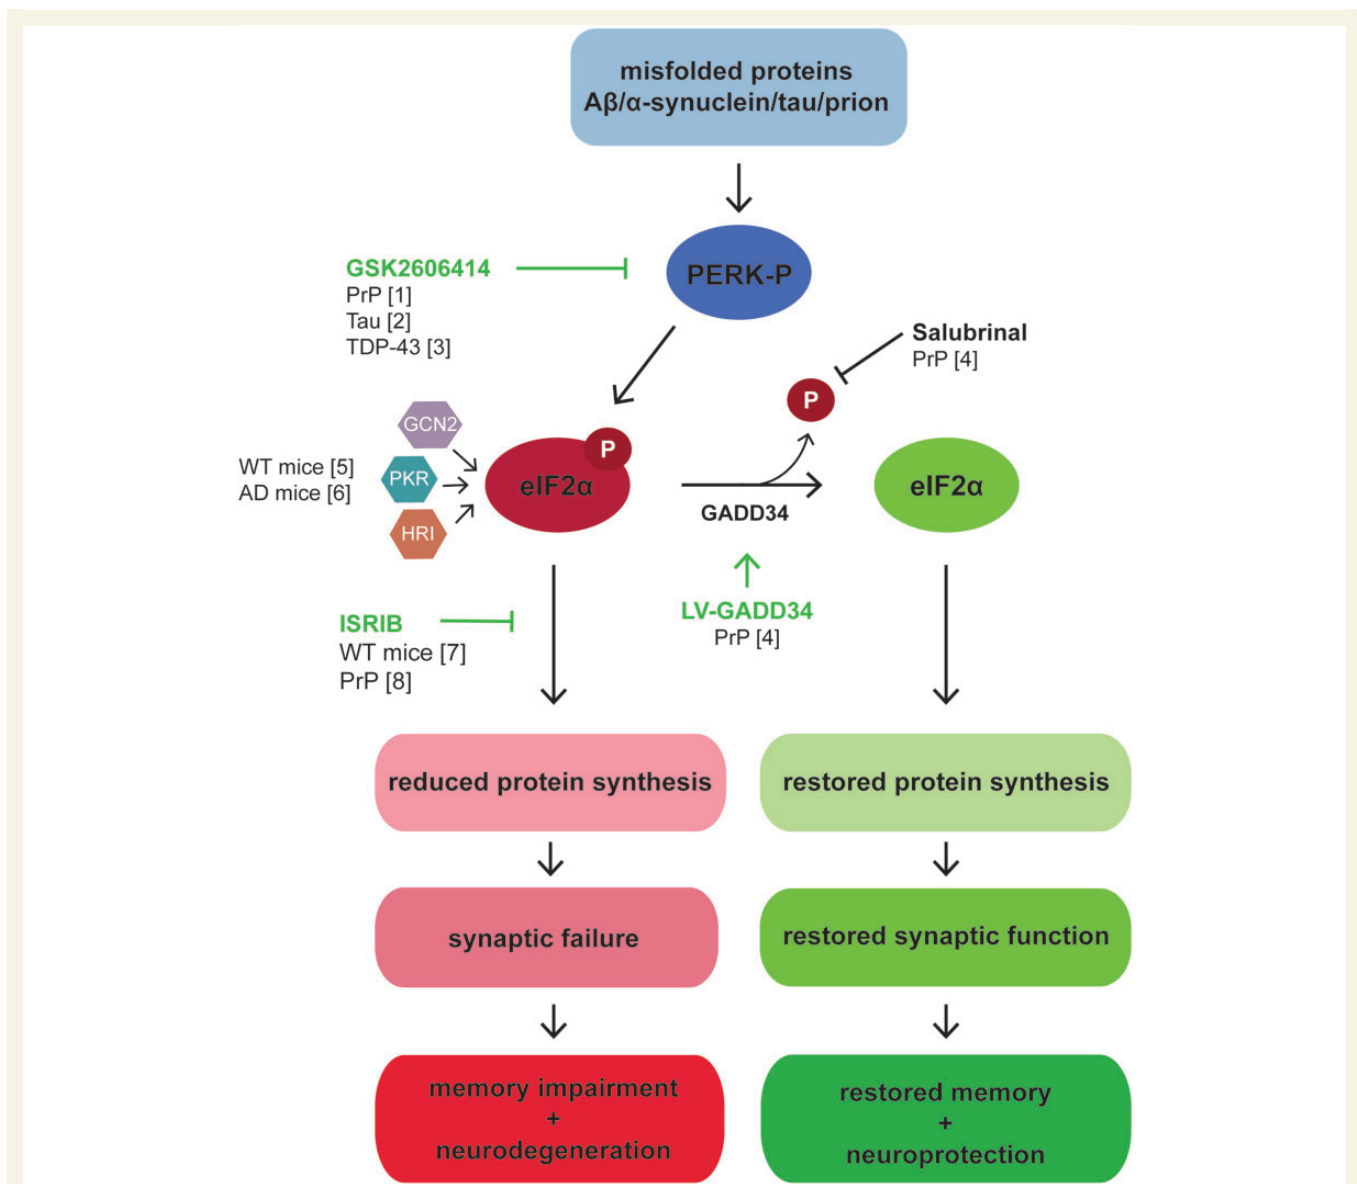 misfolded proteins
Aβ/α-synuclein/tau/prion
PERK-P
GSK2606414
PrP [1]
Tau [2]
TDP-43 [3]
Salubrinal
PrP [4]
P
GCN2
PKR
HRI
WT mice [5]
AD mice [6]
P
eIF2α
GADD34
eIF2α
LV-GADD34
PrP [4]
ISRIB
WT mice [7]
PrP [8]
reduced protein synthesis
restored protein synthesis
synaptic failure
restored synaptic function
memory impairment
+
neurodegeneration
restored memory
+
neuroprotection